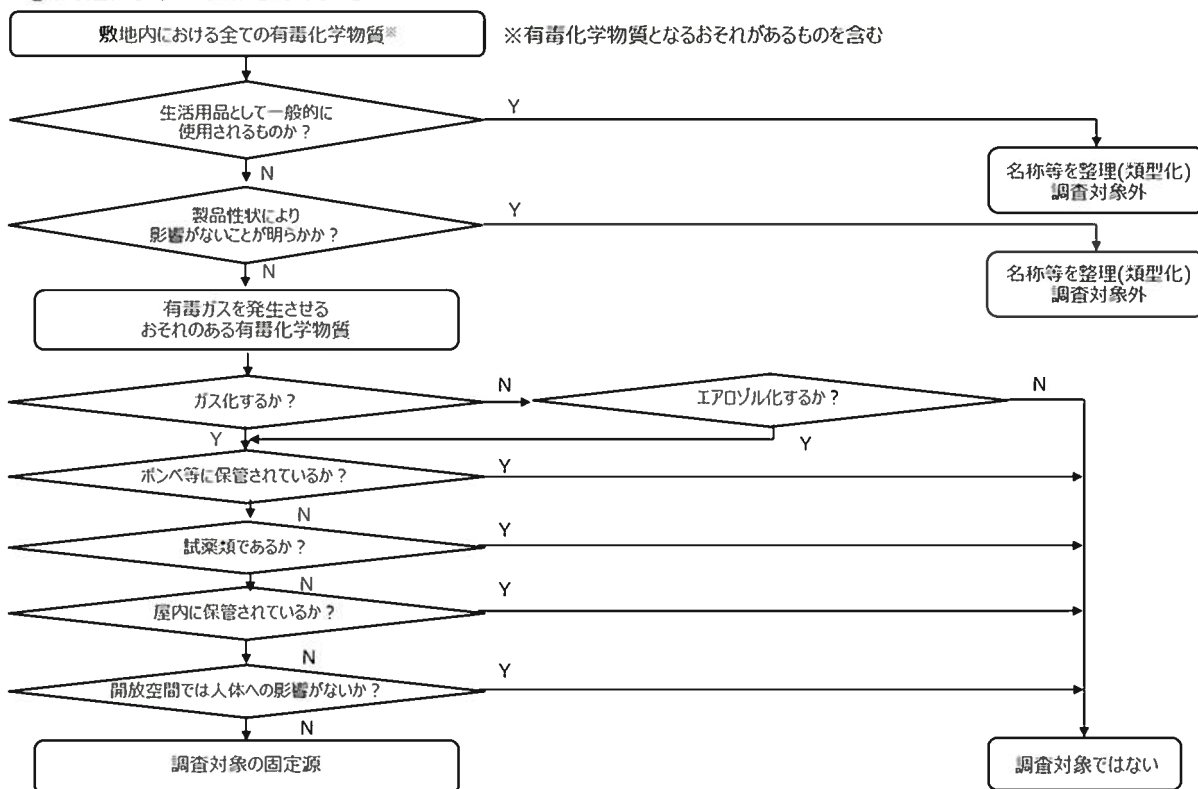 敷地内における全ての有毒化学物質※
※有毒化学物質となるおそれがあるものを含む
生活用品として一般的に
使用されるものか？
Y
N
名称等を整理(類型化)
調査対象外
製品性状により
影響がないことが明らかか？
Y
N
名称等を整理(類型化)
調査対象外
有毒ガスを発生させる
おそれのある有毒化学物質
ガス化するか？
N
エアロゾル化するか？
N
Y
Y
ボンベ等に保管されているか？
Y
N
試薬類であるか？
Y
N
屋内に保管されているか？
Y
N
開放空間では人体への影響がないか？
Y
N
調査対象の固定源
調査対象ではない